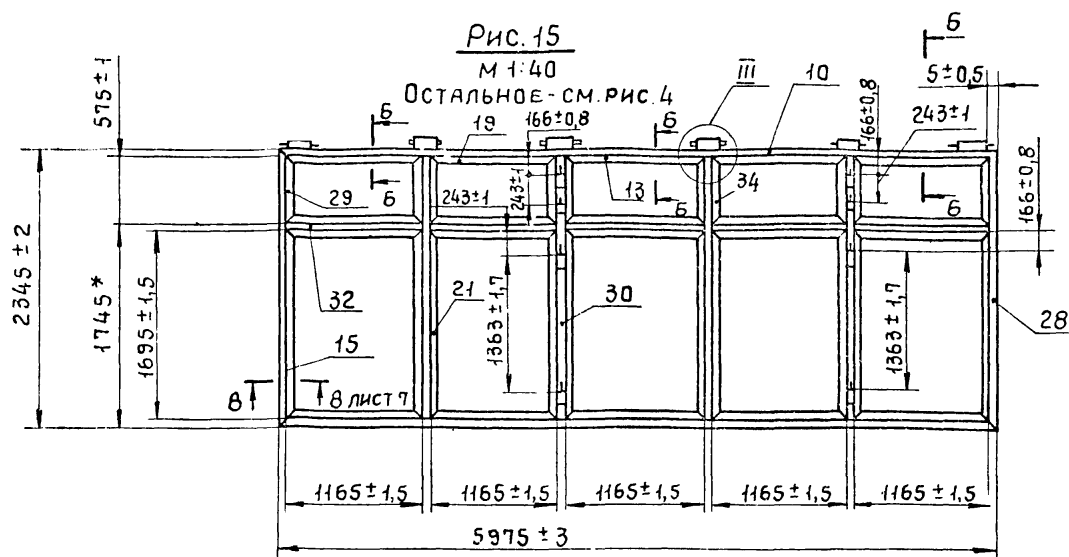 Рис. 15
М 1:40
Остальное - см. рис. 4
575±1
2345±2
1745*
1695±1,5
Б
Б
19
166±0,8
Б
Б
III
10
Б
5±0,5
166±0,8
243±1
Б
166±0,8
29
243±1
243±1
13
34
32
21
1363±1,7
30
1363±1,7
28
15
В
В лист 7
1165±1,5
1165±1,5
1165±1,5
1165±1,5
1165±1,5
5975±3